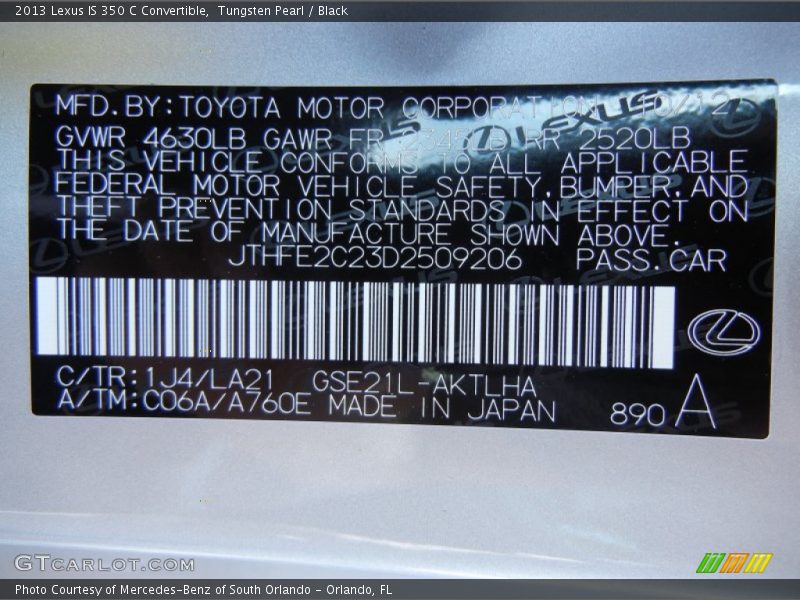 2013 Lexus IS 350 C Convertible, Tungsten Pearl / Black
MFD.BY:TOYOTA MOTOR CORPORATION 10/12
GVWR 4630LB GAWR FR 2345LB RR 2520LB
THIS VEHICLE CONFORMS TO ALL APPLICABLE
FEDERAL MOTOR VEHICLE SAFETY,BUMPER,AND
THEFT PREVENTION STANDARDS IN EFFECT ON
THE DATE OF MANUFACTURE SHOWN ABOVE.
JTHFE2C23D2509206 PASS.CAR
C/TR:1J4/LA21 GSE21L-AKTLHA
A/TM:C06A/A760E MADE IN JAPAN 890 A
GTCARLOT.COM
Photo Courtesy of Mercedes-Benz of South Orlando - Orlando, FL